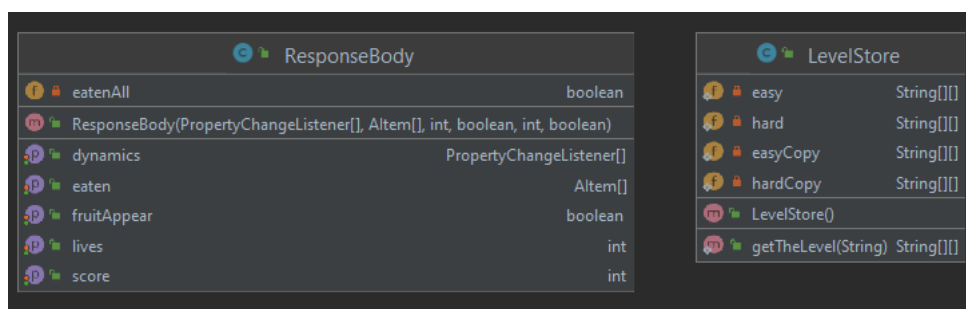 ResponseBody
eatenAll boolean
ResponseBody(PropertyChangeListener[], AItem[], int, boolean, int, boolean)
dynamics PropertyChangeListener[]
eaten AItem[]
fruitAppear boolean
lives int
score int
LevelStore
easy String[][]
hard String[][]
easyCopy String[][]
hardCopy String[][]
LevelStore()
getTheLevel(String) String[][]